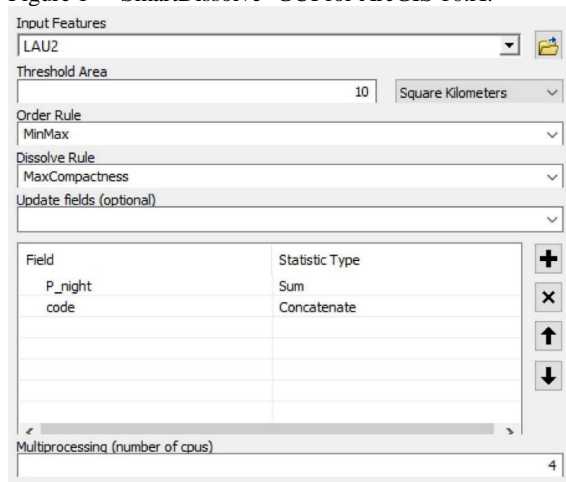 Input Features
LAU2
Threshold Area
10 Square Kilometers
Order Rule
MinMax
Dissolve Rule
MaxCompactness
Update fields (optional)
Field Statistic Type
P_night Sum
code Concatenate
Multiprocessing (number of cpus)
4